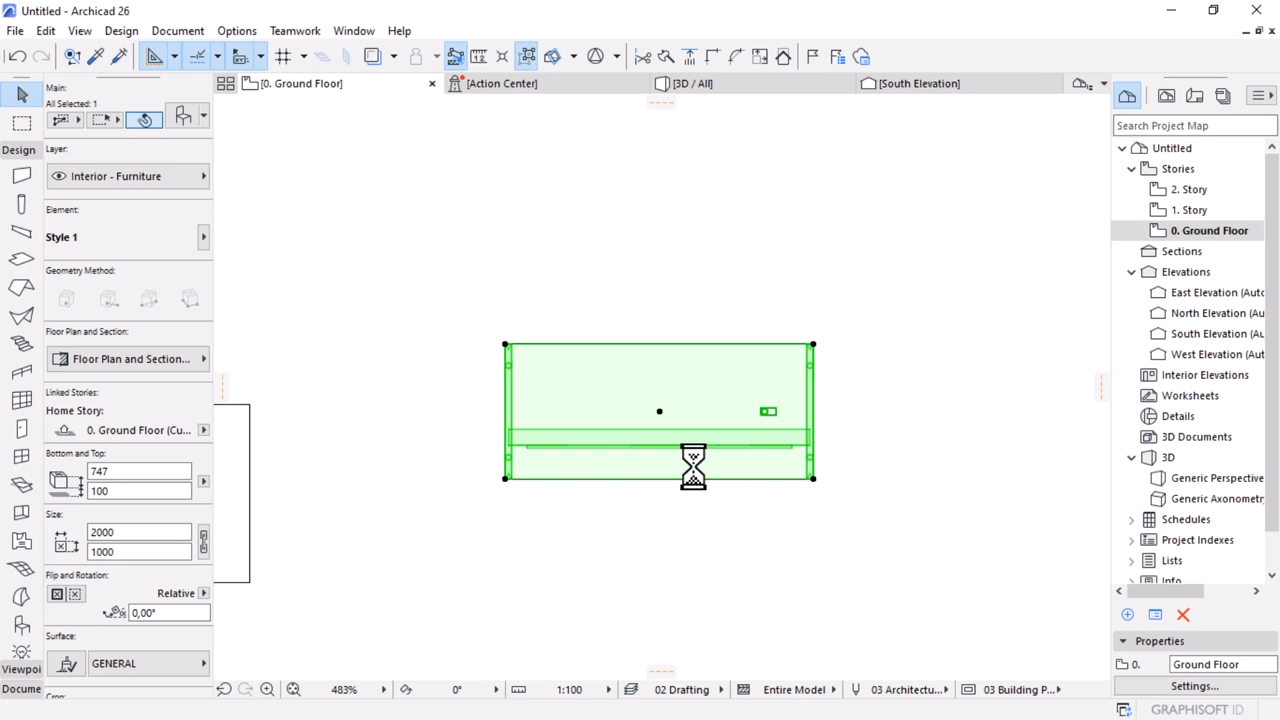 Untitled - Archicad 26
File Edit View Design Document Options Teamwork Window Help
[0. Ground Floor] [Action Center] [3D / All] [South Elevation]
Main:
All Selected: 1
Design
Layer:
Interior - Furniture
Element:
Style 1
Geometry Method:
Floor Plan and Section:
Floor Plan and Section...
Linked Stories:
Home Story:
0. Ground Floor (Cu...
Bottom and Top:
747
100
Size:
2000
1000
Flip and Rotation:
Relative
0,00°
Surface:
GENERAL
Viewpoi
Docume
483% 0° 1:100 02 Drafting Entire Model 03 Architectu... 03 Building P...
Search Project Map
Untitled
Stories
2. Story
1. Story
0. Ground Floor
Sections
Elevations
East Elevation (Auto
North Elevation (Aut
South Elevation (Aut
West Elevation (Aut
Interior Elevations
Worksheets
Details
3D Documents
3D
Generic Perspective
Generic Axonometry
Schedules
Project Indexes
Lists
Info
Properties
0. Ground Floor
Settings...
GRAPHISOFT ID